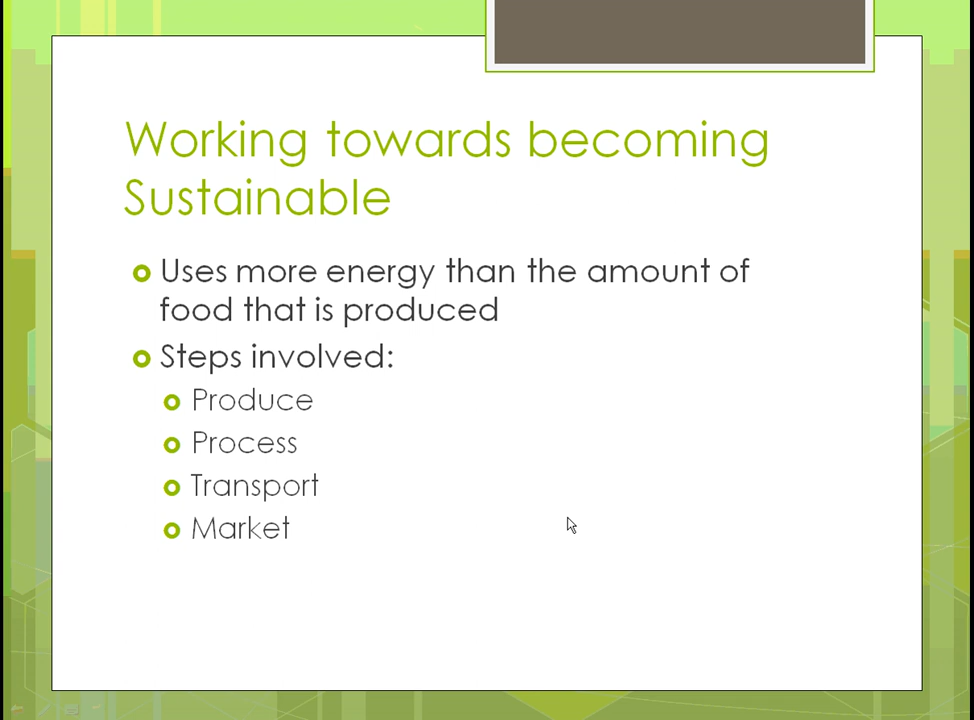 Working towards becoming
Sustainable
Uses more energy than the amount of
food that is produced
Steps involved:
Produce
Process
Transport
Market